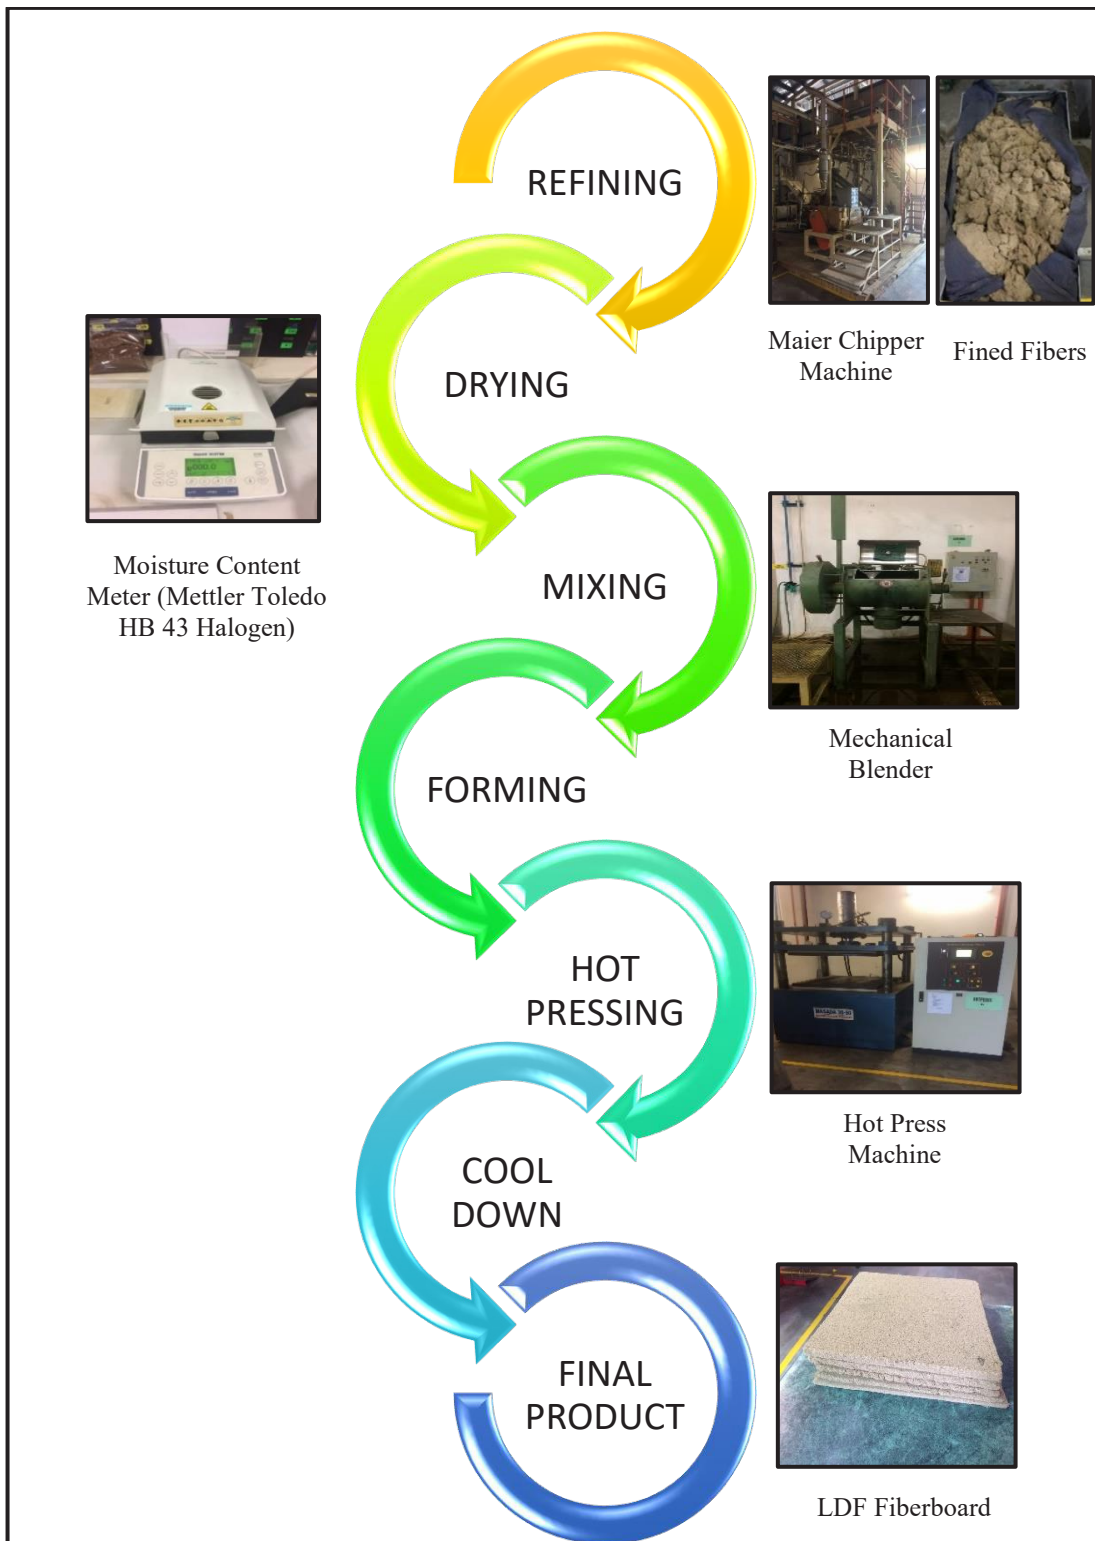 REFINING
Maier Chipper
Machine
Fined Fibers
DRYING
Moisture Content
Meter (Mettler Toledo
HB 43 Halogen)
MIXING
Mechanical
Blender
FORMING
HOT
PRESSING
Hot Press
Machine
COOL
DOWN
FINAL
PRODUCT
LDF Fiberboard